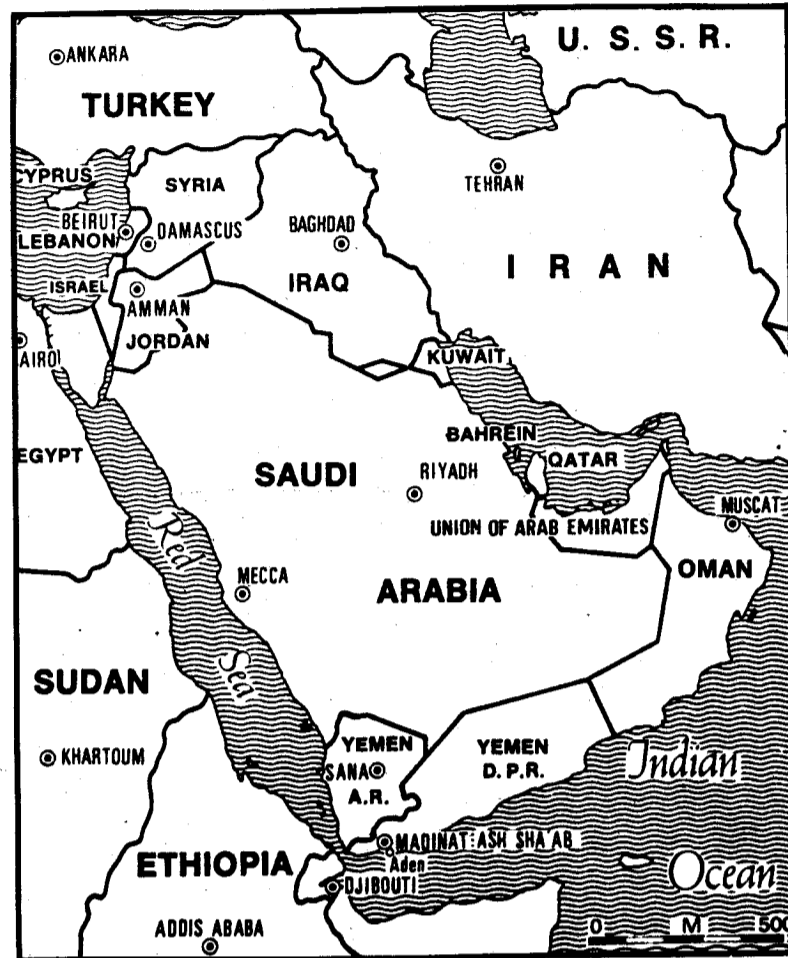 U. S. S. R.
ANKARA
TURKEY
TEHRAN
CYPRUS
SYRIA
BEIRUT
LEBANON
DAMASCUS
BAGHDAD
IRAN
ISRAEL
IRAQ
AMMAN
JORDAN
AIRO
KUWAIT
EGYPT
BAHREIN
QATAR
SAUDI
RIYADH
MUSCAT
UNION OF ARAB EMIRATES
Red
Sea
MECCA
ARABIA
OMAN
SUDAN
KHARTOUM
YEMEN
SANA
A.R.
YEMEN
D.P.R.
Indian
Ocean
MADINAT ASH SHA'AB
Aden
ETHIOPIA
DJIBOUTI
ADDIS ABABA
0 M 500